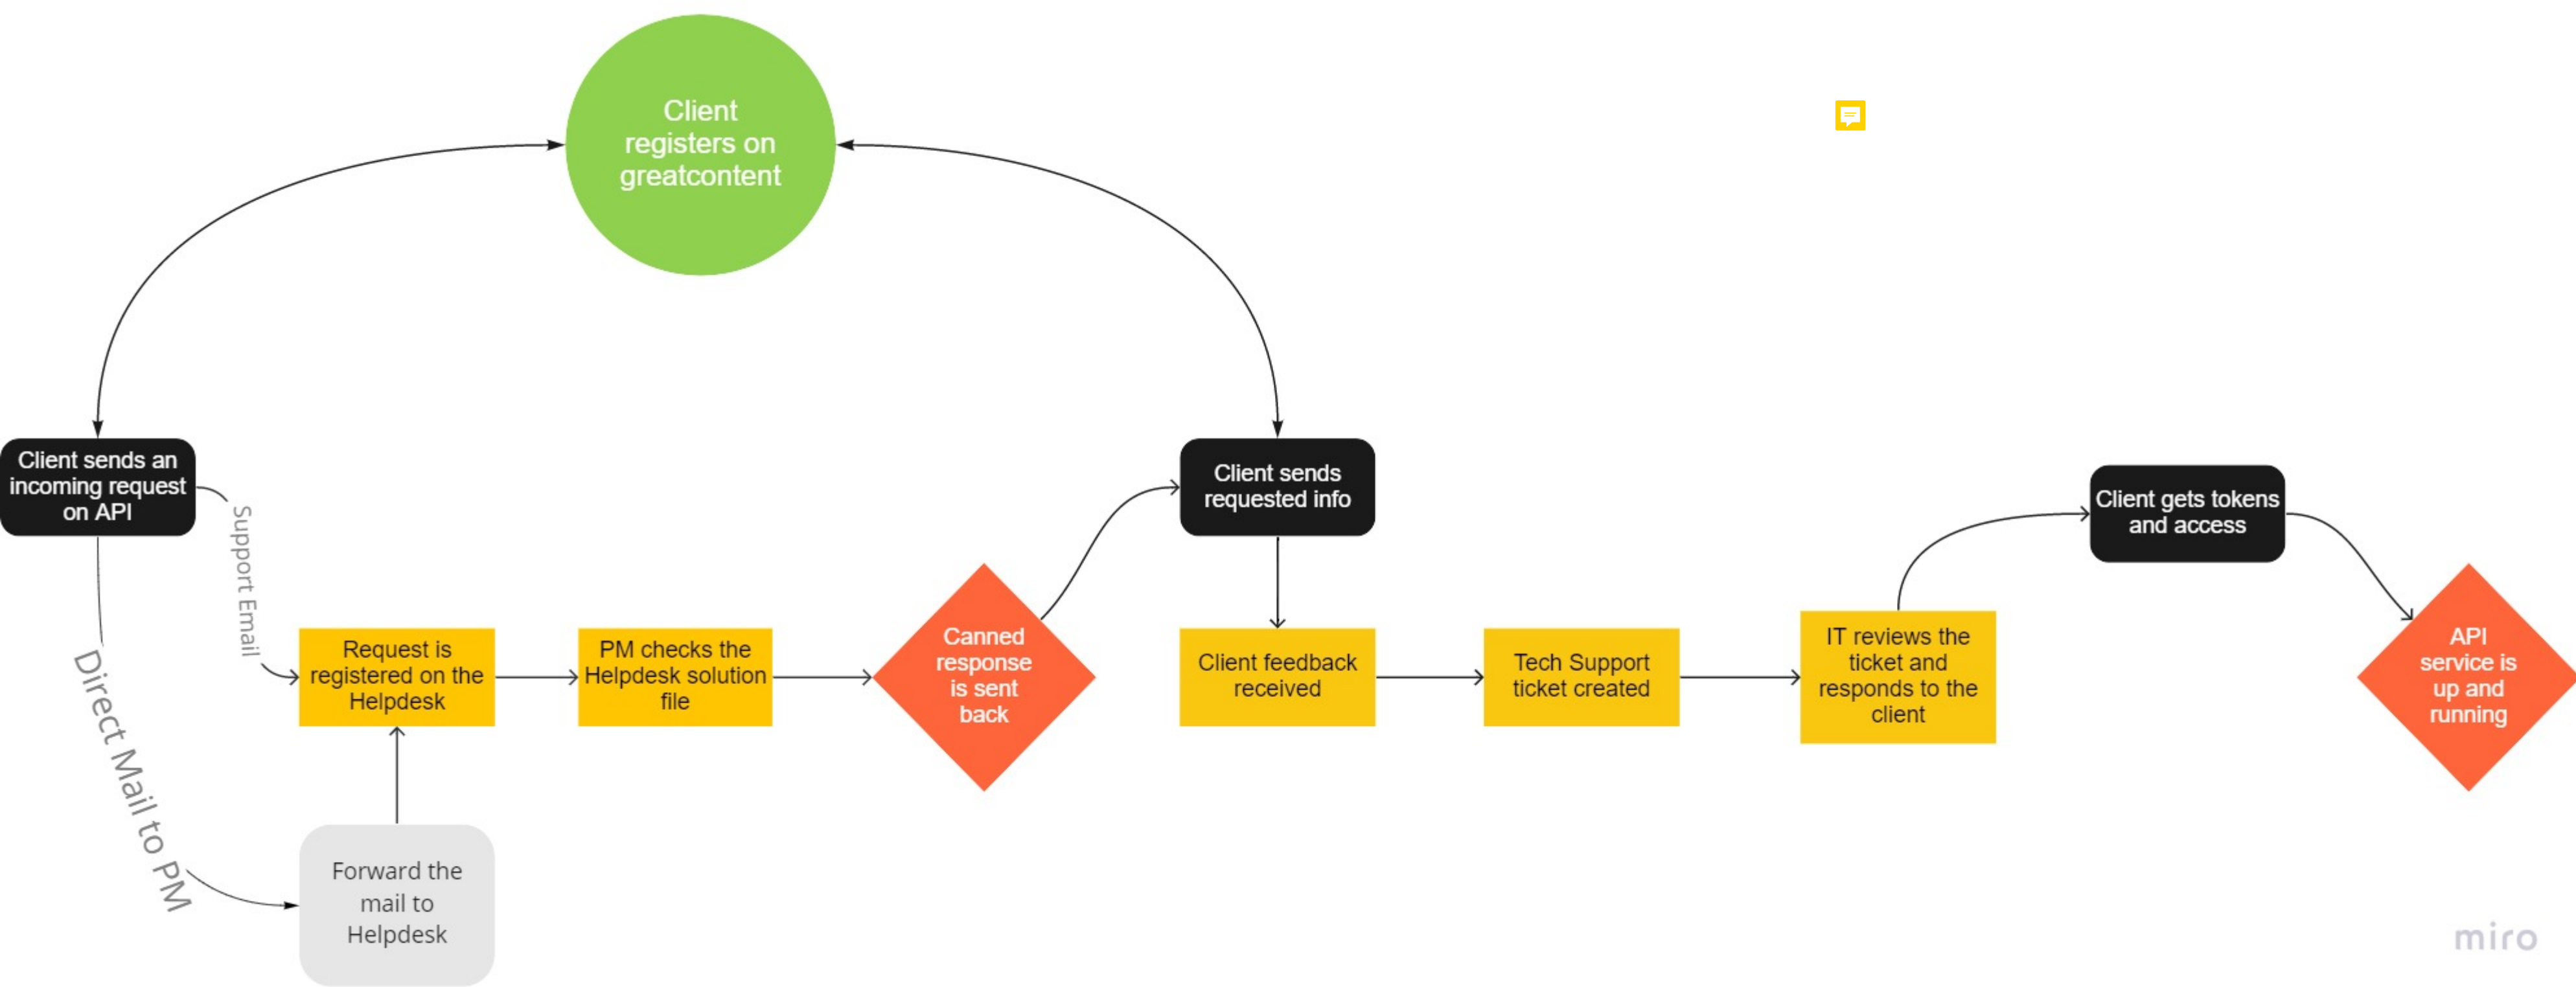 Client
registers on
greatcontent
Client sends an
incoming request
on API
Support Email
Direct Mail to PM
Request is
registered on the
Helpdesk
Forward the
mail to
Helpdesk
PM checks the
Helpdesk solution
file
Canned
response
is sent
back
Client sends
requested info
Client feedback
received
Tech Support
ticket created
IT reviews the
ticket and
responds to the
client
Client gets tokens
and access
API
service is
up and
running
miro